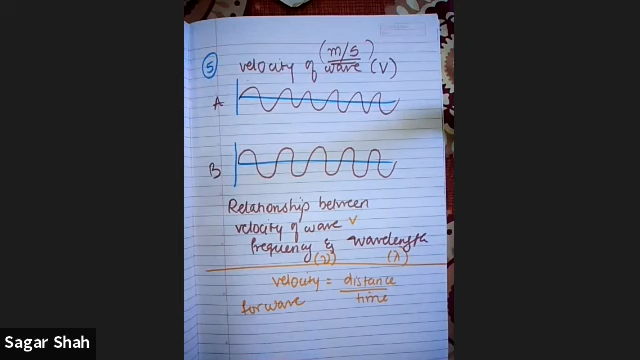 (m/s)
⑤ velocity of wave (V)
A
B
Relationship between
velocity of wave V
frequency & wavelength
(ν) (λ)
velocity = distance
for wave time
Sagar Shah